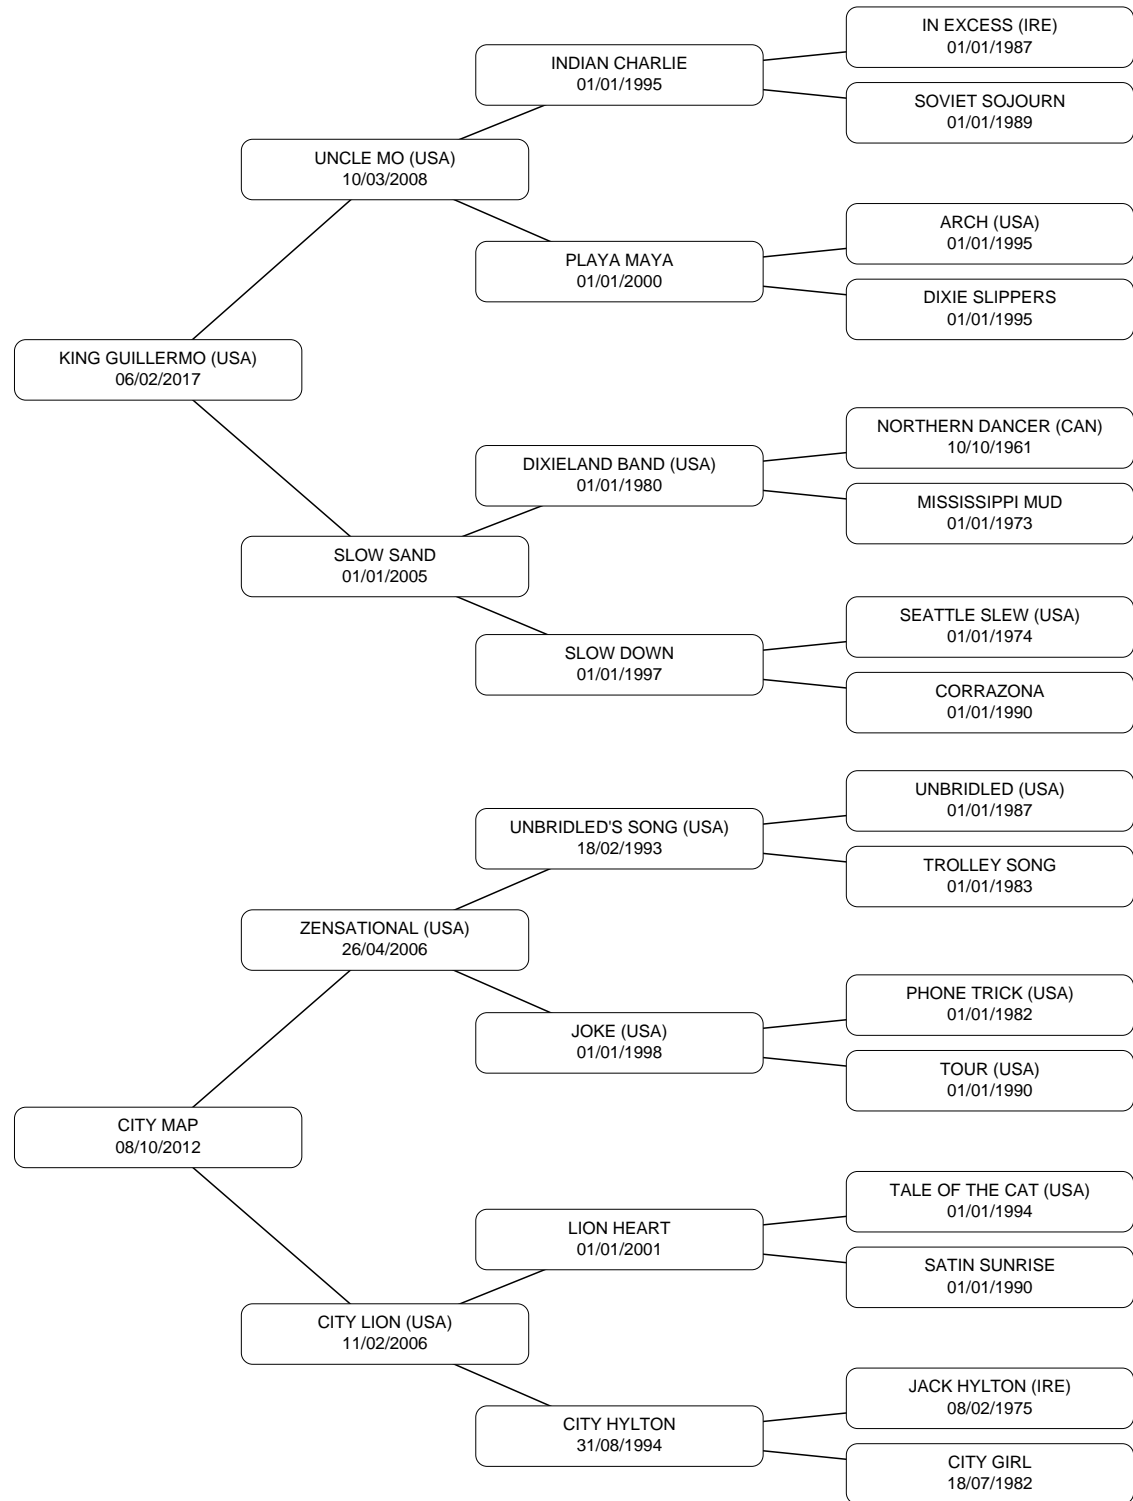 IN EXCESS (IRE)
01/01/1987
INDIAN CHARLIE
01/01/1995
SOVIET SOJOURN
01/01/1989
UNCLE MO (USA)
10/03/2008
ARCH (USA)
01/01/1995
PLAYA MAYA
01/01/2000
DIXIE SLIPPERS
01/01/1995
KING GUILLERMO (USA)
06/02/2017
NORTHERN DANCER (CAN)
10/10/1961
DIXIELAND BAND (USA)
01/01/1980
MISSISSIPPI MUD
01/01/1973
SLOW SAND
01/01/2005
SEATTLE SLEW (USA)
01/01/1974
SLOW DOWN
01/01/1997
CORRAZONA
01/01/1990
UNBRIDLED (USA)
01/01/1987
UNBRIDLED'S SONG (USA)
18/02/1993
TROLLEY SONG
01/01/1983
ZENSATIONAL (USA)
26/04/2006
PHONE TRICK (USA)
01/01/1982
JOKE (USA)
01/01/1998
TOUR (USA)
01/01/1990
CITY MAP
08/10/2012
TALE OF THE CAT (USA)
01/01/1994
LION HEART
01/01/2001
SATIN SUNRISE
01/01/1990
CITY LION (USA)
11/02/2006
JACK HYLTON (IRE)
08/02/1975
CITY HYLTON
31/08/1994
CITY GIRL
18/07/1982